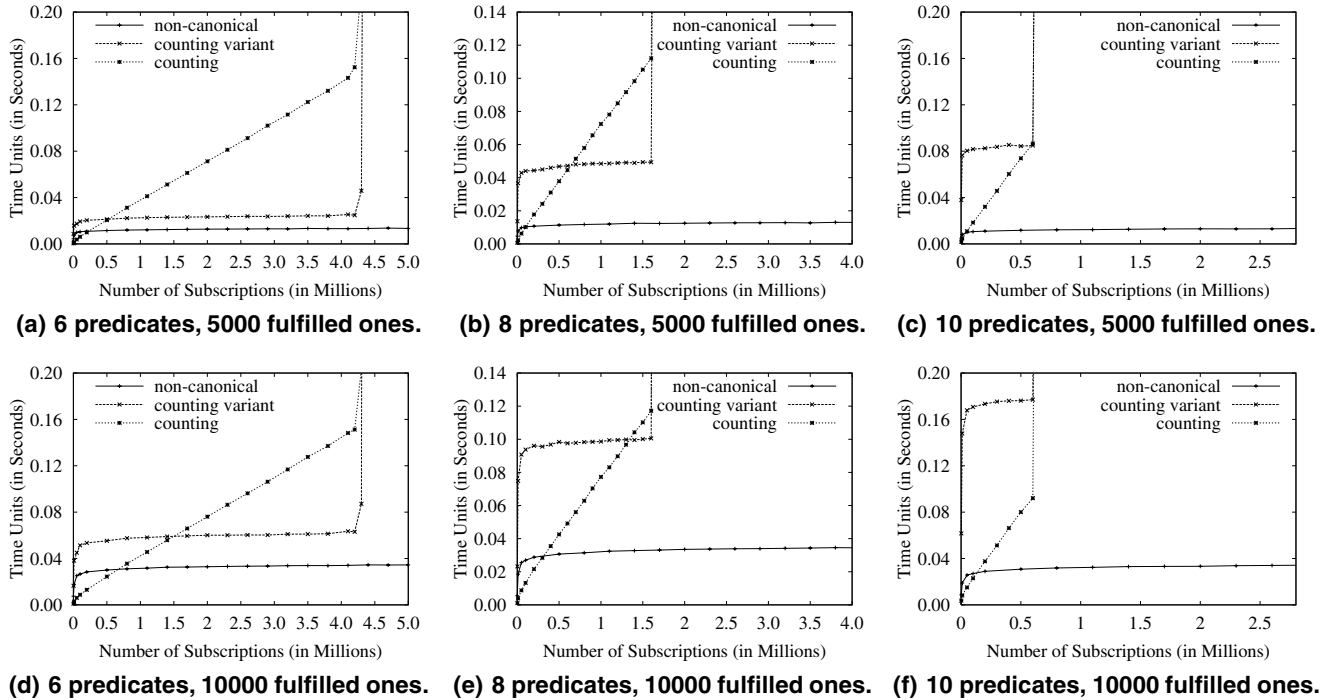 0.20
0.16
0.12
0.08
0.04
0.00
Time Units (in Seconds)
non-canonical
counting variant
counting
0 0.5 1 1.5 2 2.5 3.0 3.5 4.0 4.5 5.0
Number of Subscriptions (in Millions)
(a) 6 predicates, 5000 fulfilled ones.
0.14
0.12
0.10
0.08
0.06
0.04
0.02
0.00
Time Units (in Seconds)
non-canonical
counting variant
counting
0 0.5 1 1.5 2.0 2.5 3.0 3.5 4.0
Number of Subscriptions (in Millions)
(b) 8 predicates, 5000 fulfilled ones.
0.20
0.16
0.12
0.08
0.04
0.00
Time Units (in Seconds)
non-canonical
counting variant
counting
0 0.5 1 1.5 2 2.5
Number of Subscriptions (in Millions)
(c) 10 predicates, 5000 fulfilled ones.
0.20
0.16
0.12
0.08
0.04
0.00
Time Units (in Seconds)
non-canonical
counting variant
counting
0 0.5 1 1.5 2 2.5 3.0 3.5 4.0 4.5 5.0
Number of Subscriptions (in Millions)
(d) 6 predicates, 10000 fulfilled ones.
0.14
0.12
0.10
0.08
0.06
0.04
0.02
0.00
Time Units (in Seconds)
non-canonical
counting variant
counting
0 0.5 1 1.5 2.0 2.5 3.0 3.5 4.0
Number of Subscriptions (in Millions)
(e) 8 predicates, 10000 fulfilled ones.
0.20
0.16
0.12
0.08
0.04
0.00
Time Units (in Seconds)
non-canonical
counting variant
counting
0 0.5 1 1.5 2 2.5
Number of Subscriptions (in Millions)
(f) 10 predicates, 10000 fulfilled ones.